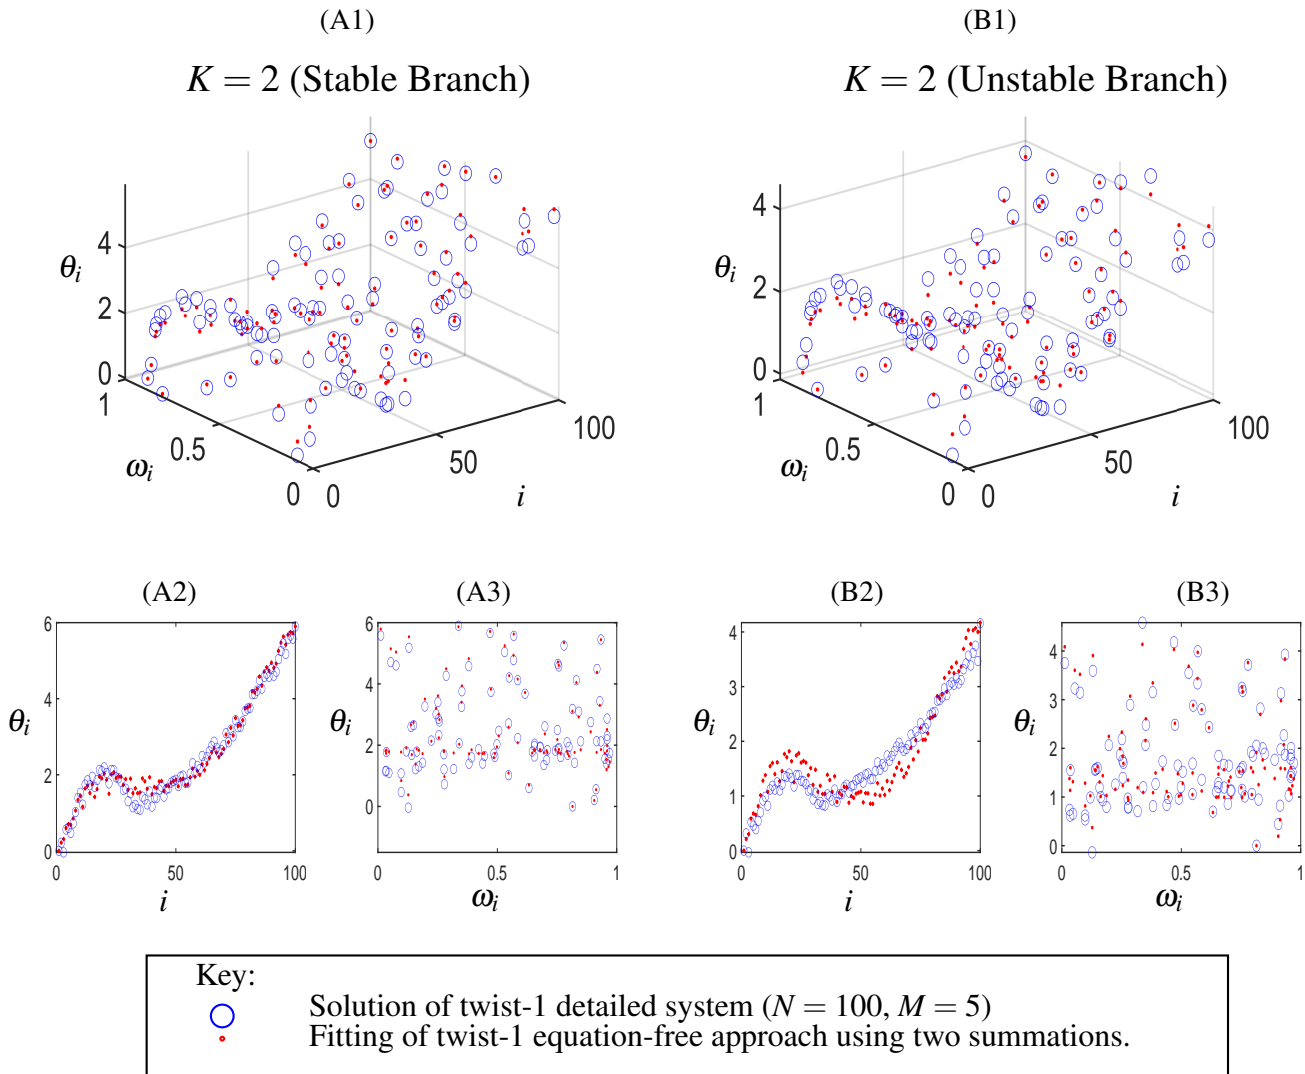 (A1)
(B1)
K = 2 (Stable Branch)
K = 2 (Unstable Branch)
θi
4
2
0
1
0.5
ωi
0
0
50
100
i
θi
4
2
0
1
0.5
ωi
0
0
50
100
i
(A2)
(A3)
(B2)
(B3)
θi
6
4
2
0
0
50
100
i
θi
6
4
2
0
0
0.5
1
ωi
θi
4
3
2
1
0
0
50
100
i
θi
4
3
2
1
0
0
0.5
1
ωi
Key:
Solution of twist-1 detailed system (N = 100, M = 5)
Fitting of twist-1 equation-free approach using two summations.